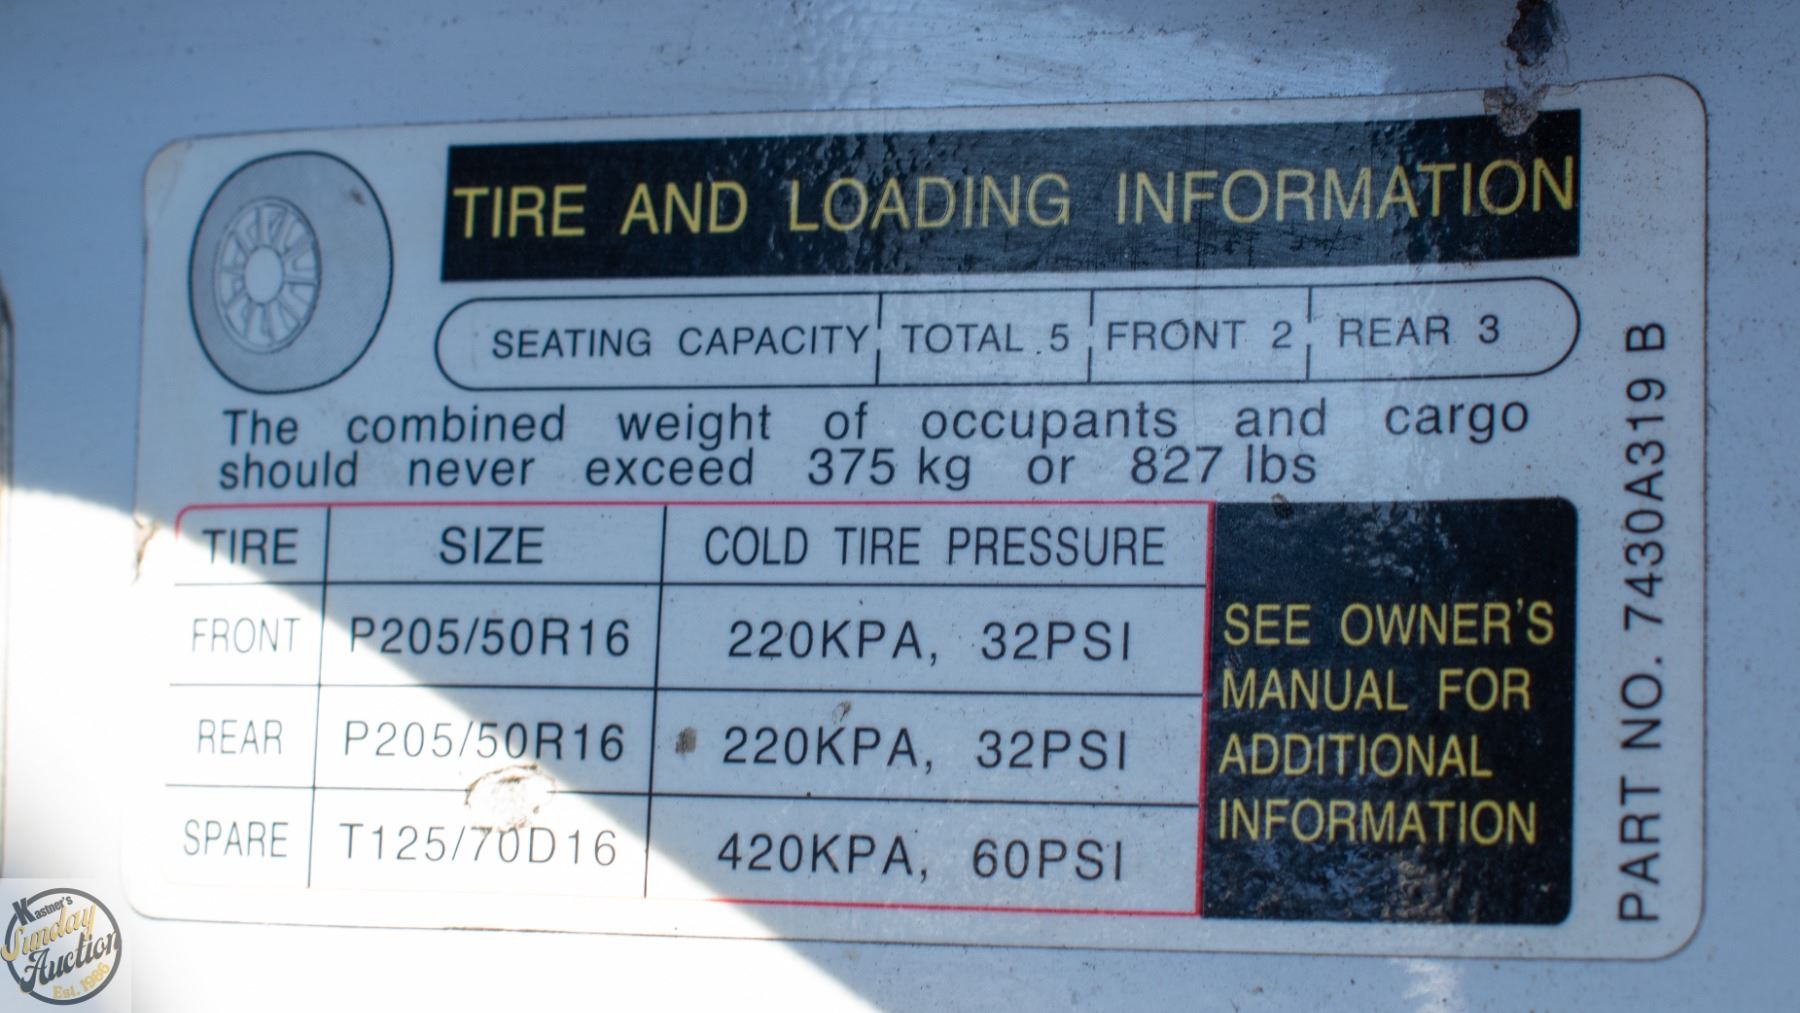 TIRE AND LOADING INFORMATION
SEATING CAPACITY TOTAL 5 FRONT 2 REAR 3
The combined weight of occupants and cargo
should never exceed 375 kg or 827 lbs
TIRE SIZE COLD TIRE PRESSURE
FRONT P205/50R16 220KPA, 32PSI
REAR P205/50R16 220KPA, 32PSI
SPARE T125/70D16 420KPA, 60PSI
SEE OWNER'S
MANUAL FOR
ADDITIONAL
INFORMATION
PART NO. 7430A319 B
Kastner's
Sunday
Auction
Est. 1986